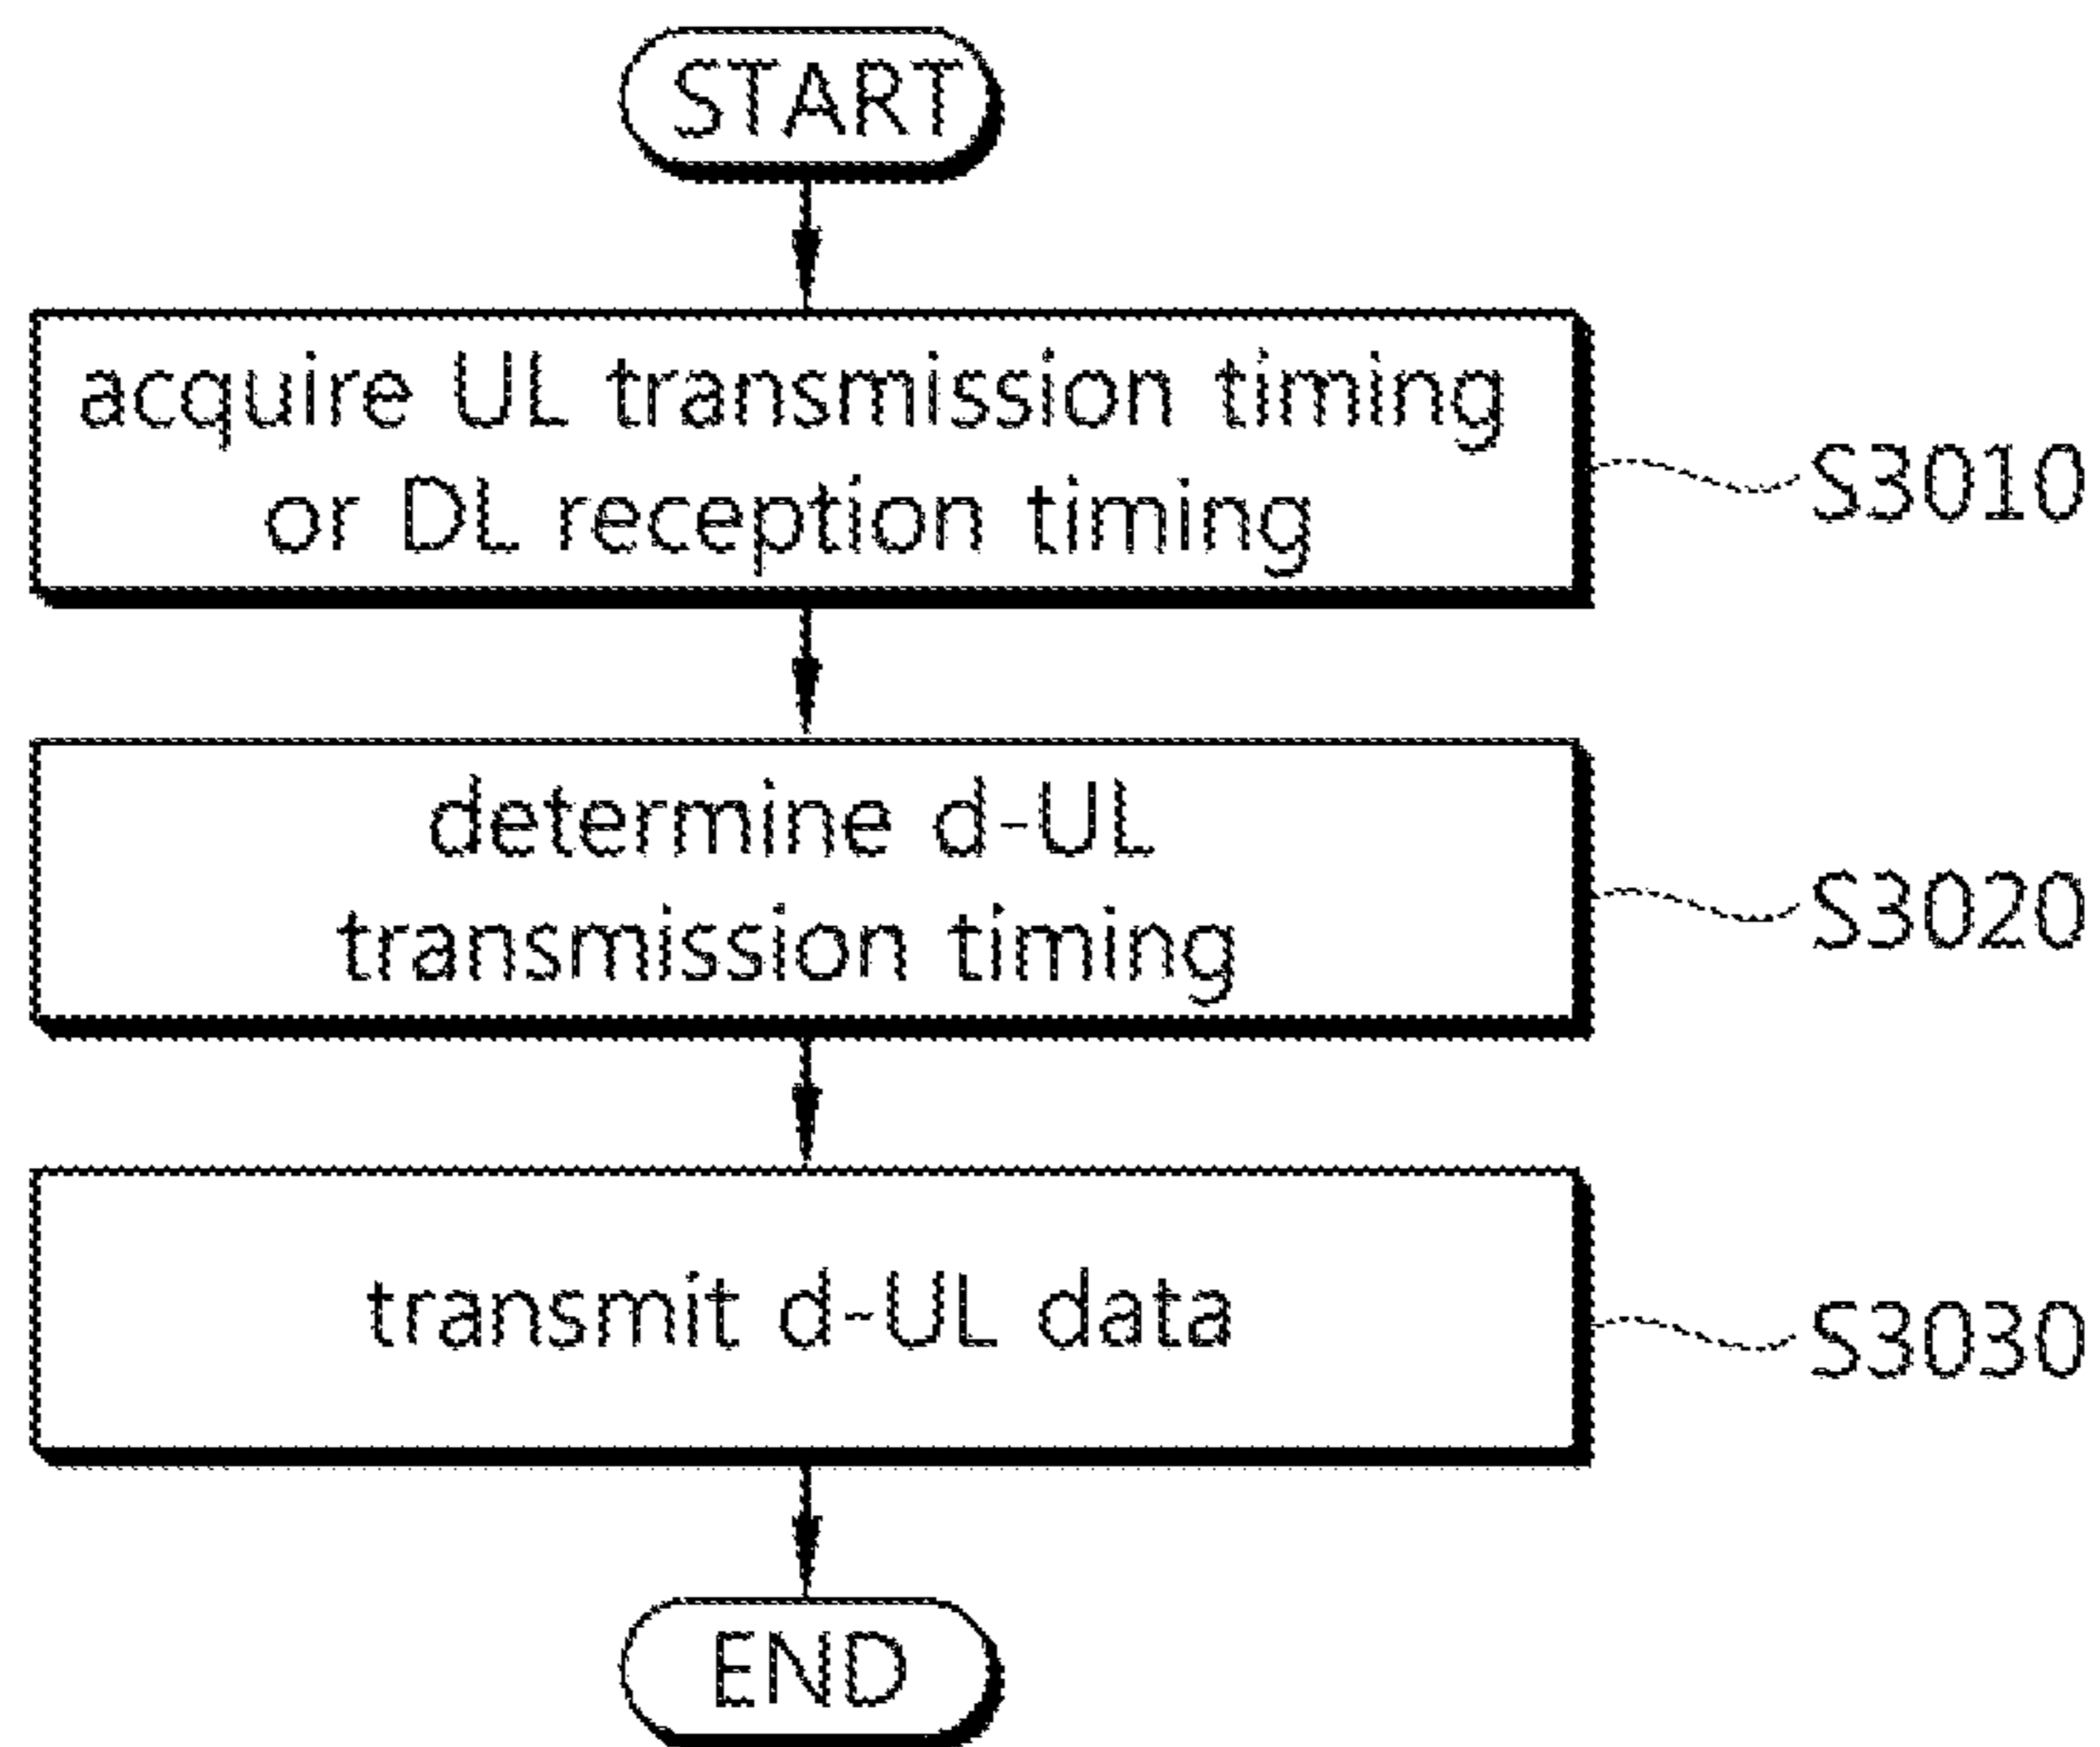 START
acquire UL transmission timing
or DL reception timing
S3010
determine d-UL
transmission timing
S3020
transmit d-UL data
S3030
END